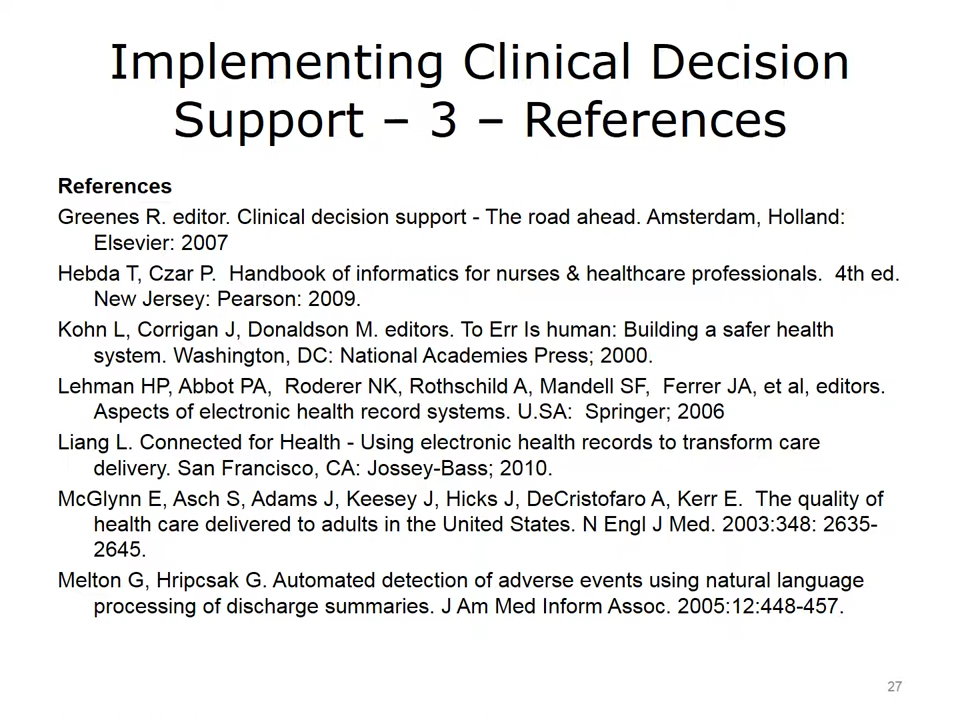 Implementing Clinical Decision
Support – 3 – References
References
Greenes R. editor. Clinical decision support - The road ahead. Amsterdam, Holland:
Elsevier: 2007
Hebda T, Czar P.  Handbook of informatics for nurses & healthcare professionals.  4th ed.
New Jersey: Pearson: 2009.
Kohn L, Corrigan J, Donaldson M. editors. To Err Is human: Building a safer health
system. Washington, DC: National Academies Press; 2000.
Lehman HP, Abbot PA,  Roderer NK, Rothschild A, Mandell SF,  Ferrer JA, et al, editors.
Aspects of electronic health record systems. U.SA:  Springer; 2006
Liang L. Connected for Health - Using electronic health records to transform care
delivery. San Francisco, CA: Jossey-Bass; 2010.
McGlynn E, Asch S, Adams J, Keesey J, Hicks J, DeCristofaro A, Kerr E.  The quality of
health care delivered to adults in the United States. N Engl J Med. 2003:348: 2635-
2645.
Melton G, Hripcsak G. Automated detection of adverse events using natural language
processing of discharge summaries. J Am Med Inform Assoc. 2005:12:448-457.
27